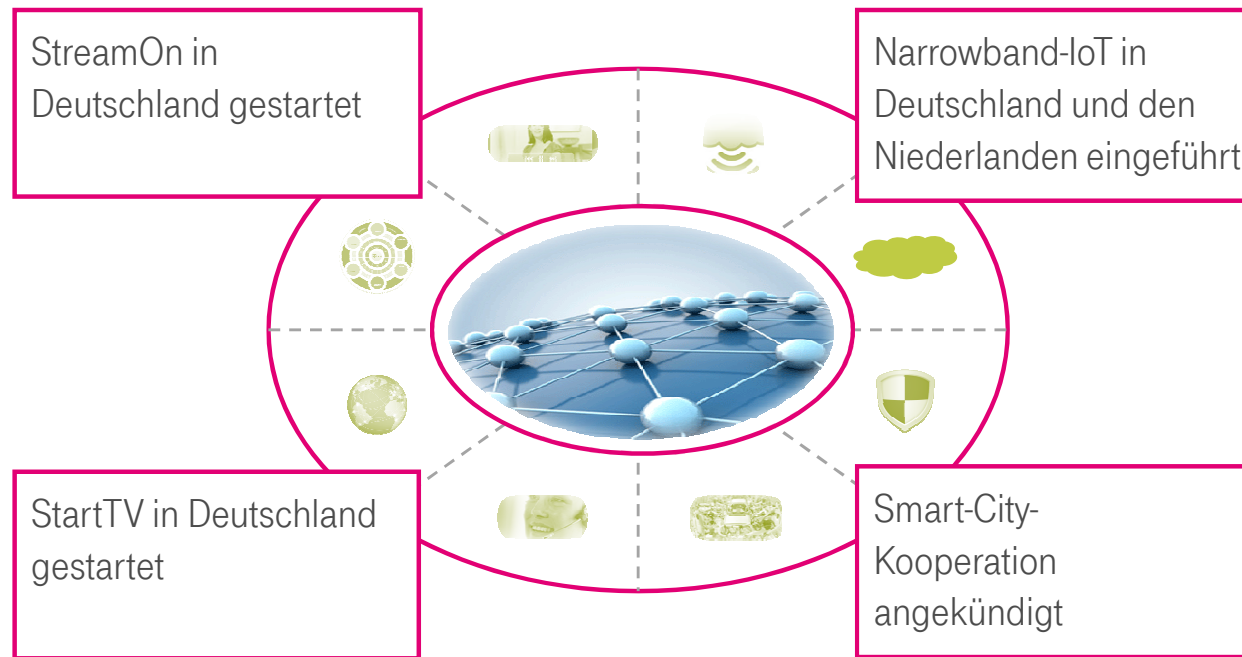 StreamOn in
Deutschland gestartet
Narrowband-IoT in
Deutschland und den
Niederlanden eingeführt
StartTV in Deutschland
gestartet
Smart-City-
Kooperation
angekündigt